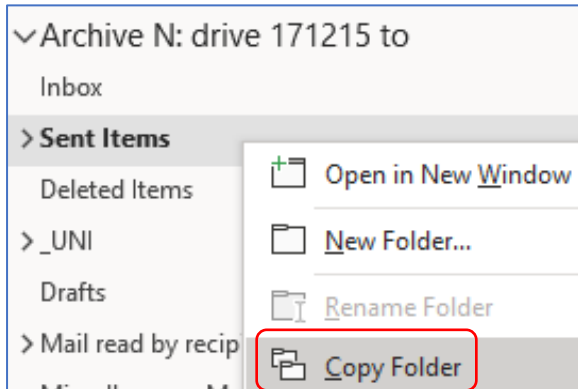 Archive N: drive 171215 to
Inbox
Sent Items
Deleted Items
_UNI
Drafts
Mail read by recip
Open in New Window
New Folder...
Rename Folder
Copy Folder